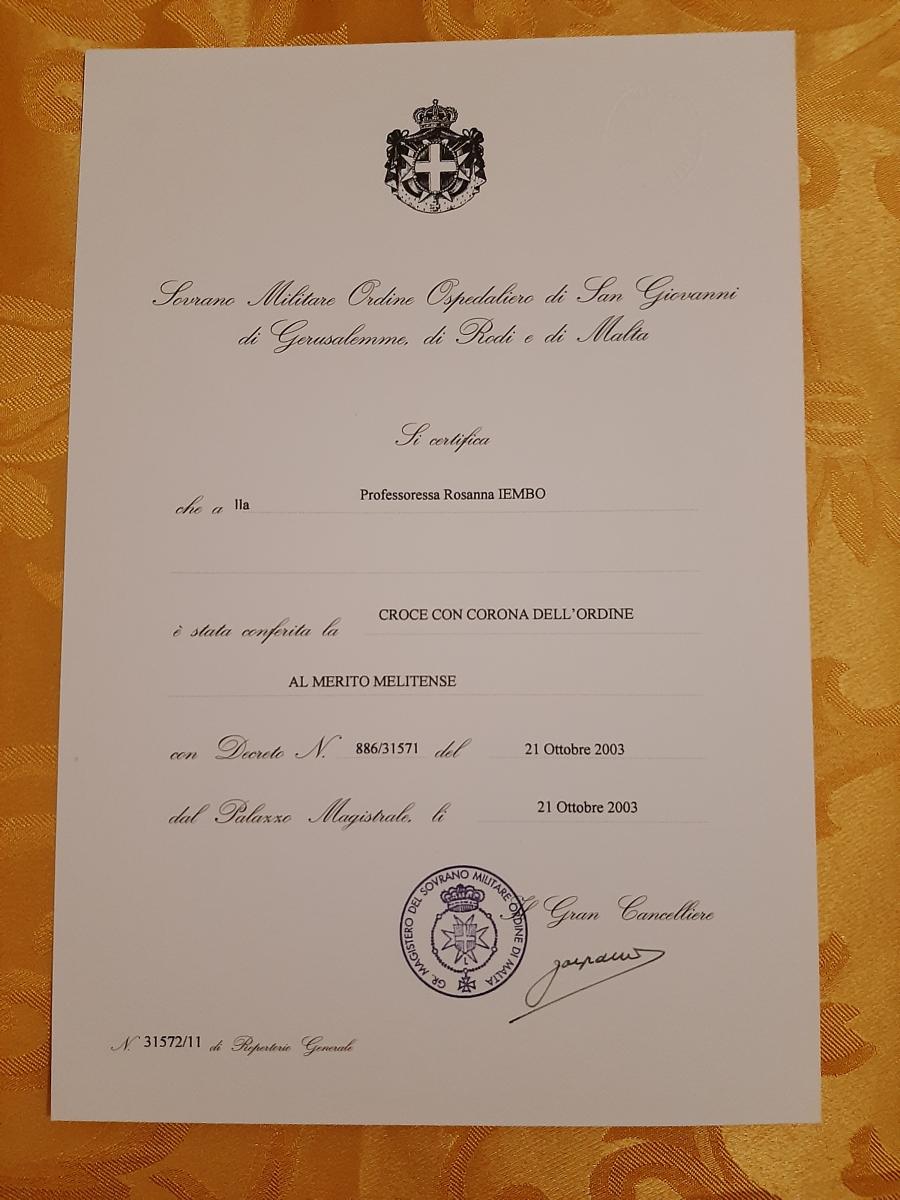 Sovrano Militare Ordine Ospedaliero di San Giovanni
di Gerusalemme, di Rodi e di Malta
Si certifica
che a lla Professoressa Rosanna IEMBO
è stata conferita la CROCE CON CORONA DELL'ORDINE
AL MERITO MELITENSE
con Decreto N. 886/31571 del 21 Ottobre 2003
dal Palazzo Magistrale, li 21 Ottobre 2003
GR. MAGISTERO DEL SOVRANO MILITARE ORDINE DI MALTA
Il Gran Cancelliere
N. 31572/11 di Repertorio Generale